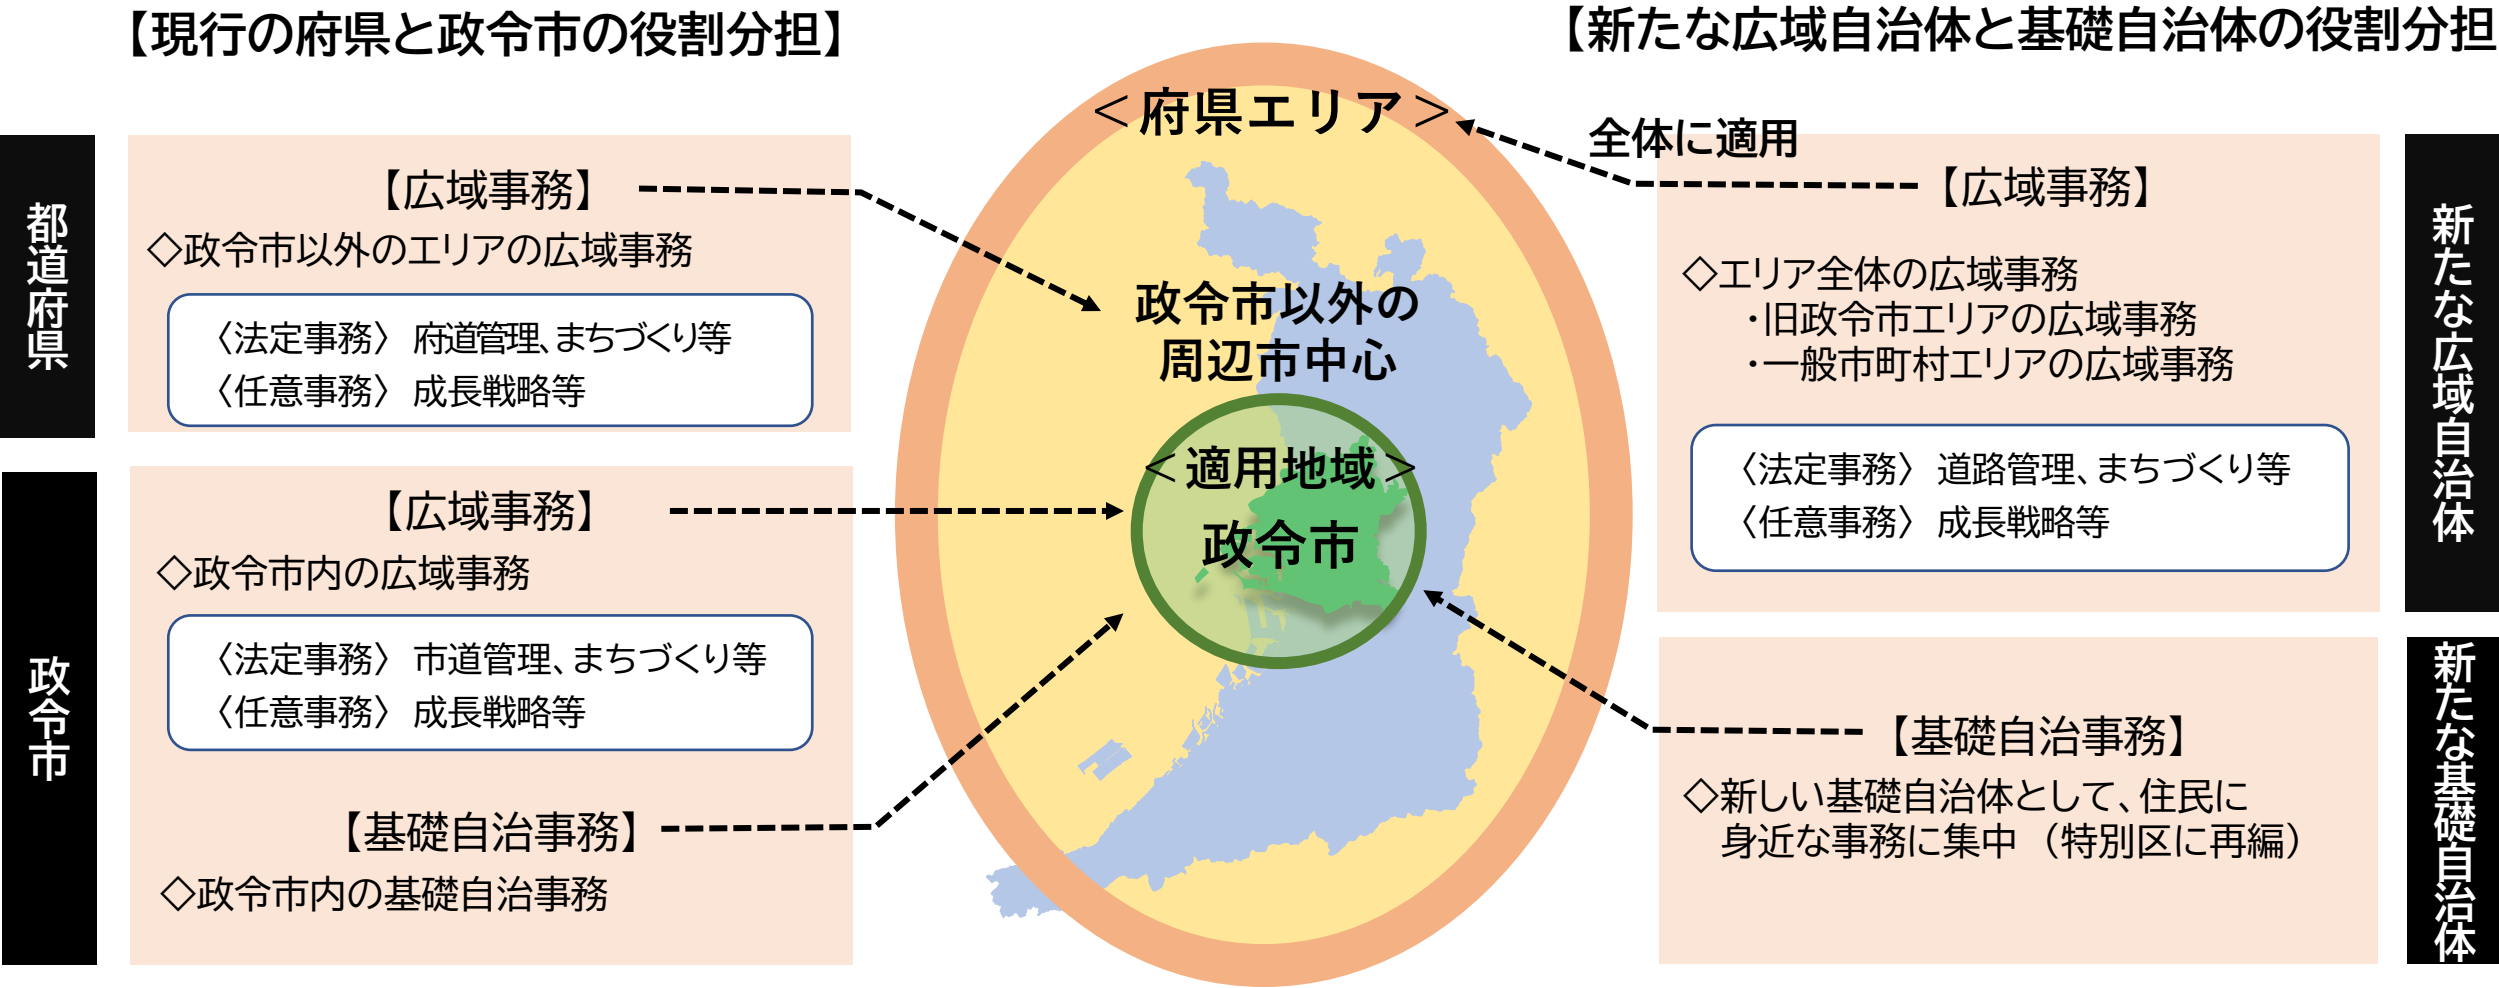 【現行の府県と政令市の役割分担】
都道府県
【広域事務】
◇政令市以外のエリアの広域事務
〈法定事務〉 府道管理、まちづくり等
〈任意事務〉 成長戦略等
政令市
【広域事務】
◇政令市内の広域事務
〈法定事務〉 市道管理、まちづくり等
〈任意事務〉 成長戦略等
【基礎自治事務】
◇政令市内の基礎自治事務
＜府県エリア＞
政令市以外の
周辺市中心
＜適用地域＞
政令市
【新たな広域自治体と基礎自治体の役割分担
全体に適用
【広域事務】
◇エリア全体の広域事務
・旧政令市エリアの広域事務
・一般市町村エリアの広域事務
〈法定事務〉 道路管理、まちづくり等
〈任意事務〉 成長戦略等
新たな広域自治体
【基礎自治事務】
◇新しい基礎自治体として、住民に
身近な事務に集中 （特別区に再編）
新たな基礎自治体